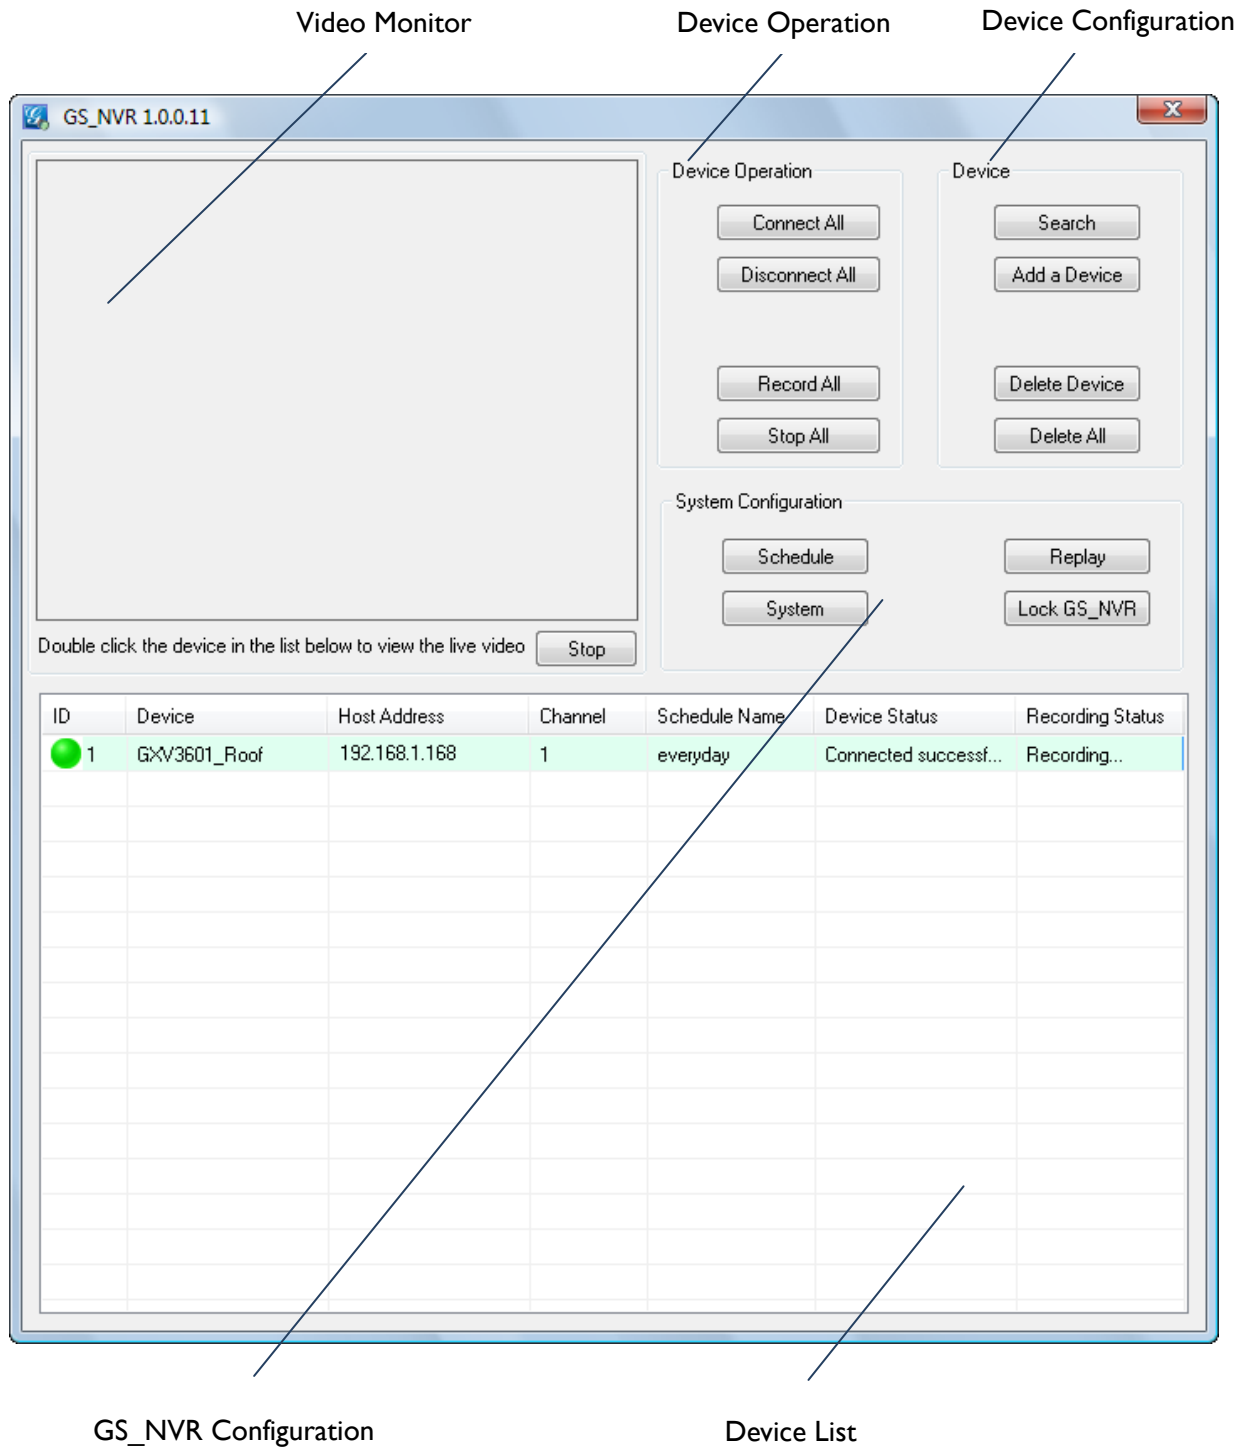 Video Monitor
Device Operation
Device Configuration
GS_NVR 1.0.0.11
Device Operation
Connect All
Disconnect All
Record All
Stop All
Device
Search
Add a Device
Delete Device
Delete All
System Configuration
Schedule
Replay
System
Lock GS_NVR
Double click the device in the list below to view the live video
Stop
ID Device Host Address Channel Schedule Name Device Status Recording Status
1 GXV3601_Roof 192.168.1.168 1 everyday Connected successf... Recording...
GS_NVR Configuration
Device List